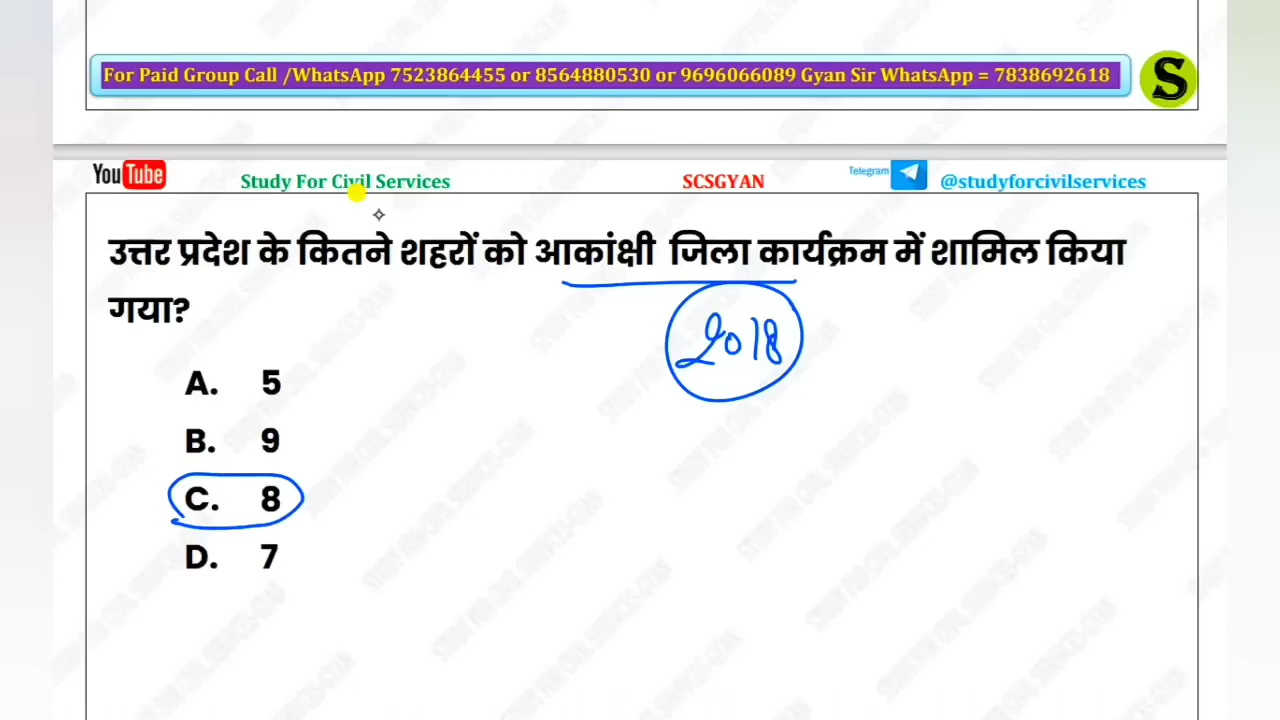 For Paid Group Call /WhatsApp 7523864455 or 8564880530 or 9696066089 Gyan Sir WhatsApp = 7838692618
S
YouTube
Study For Civil Services
SCSGYAN
Telegram
@studyforcivilservices
उत्तर प्रदेश के कितने शहरों को आकांक्षी जिला कार्यक्रम में शामिल किया
गया?
2018
A. 5
B. 9
C. 8
D. 7